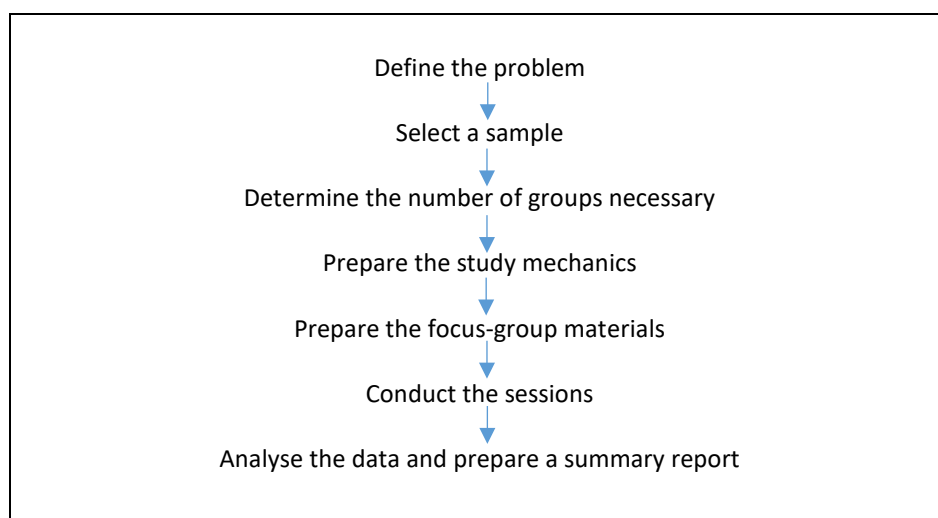 Define the problem
Select a sample
Determine the number of groups necessary
Prepare the study mechanics
Prepare the focus-group materials
Conduct the sessions
Analyse the data and prepare a summary report